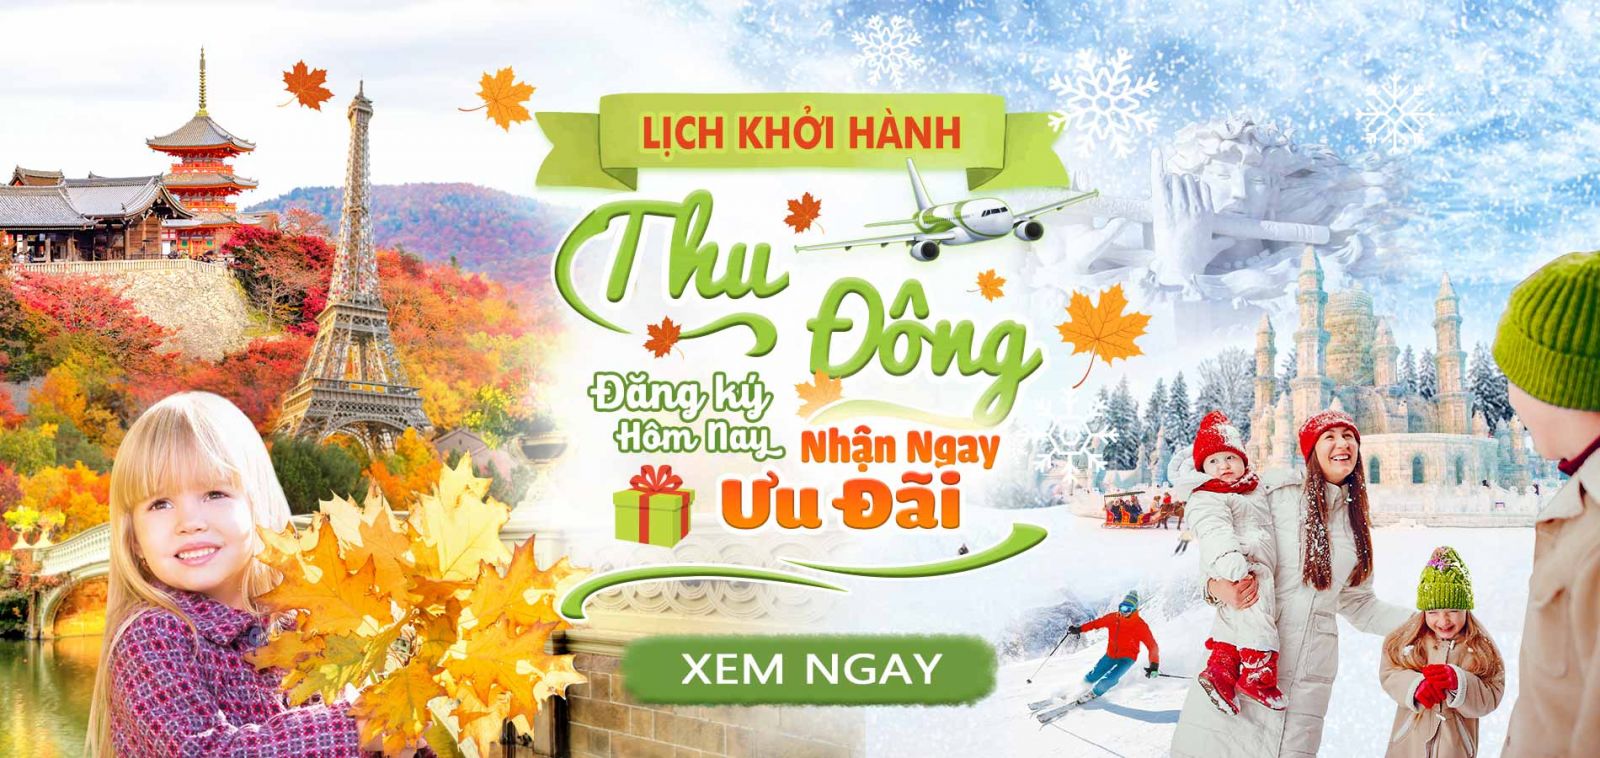 LỊCH KHỞI HÀNH
Thu
Đông
Đăng ký
Hôm Nay
Nhận Ngay
Ưu Đãi
XEM NGAY